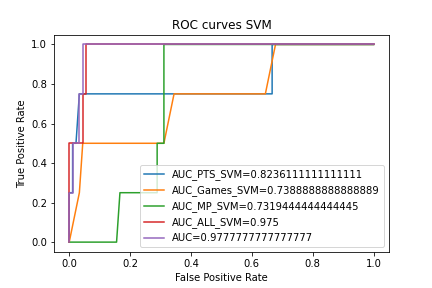 ROC curves SVM
True Positive Rate
1.0
0.8
0.6
0.4
0.2
0.0
AUC_PTS_SVM=0.8236111111111111
AUC_Games_SVM=0.7388888888888889
AUC_MP_SVM=0.7319444444444445
AUC_ALL_SVM=0.975
AUC=0.9777777777777777
0.0 0.2 0.4 0.6 0.8 1.0
False Positive Rate